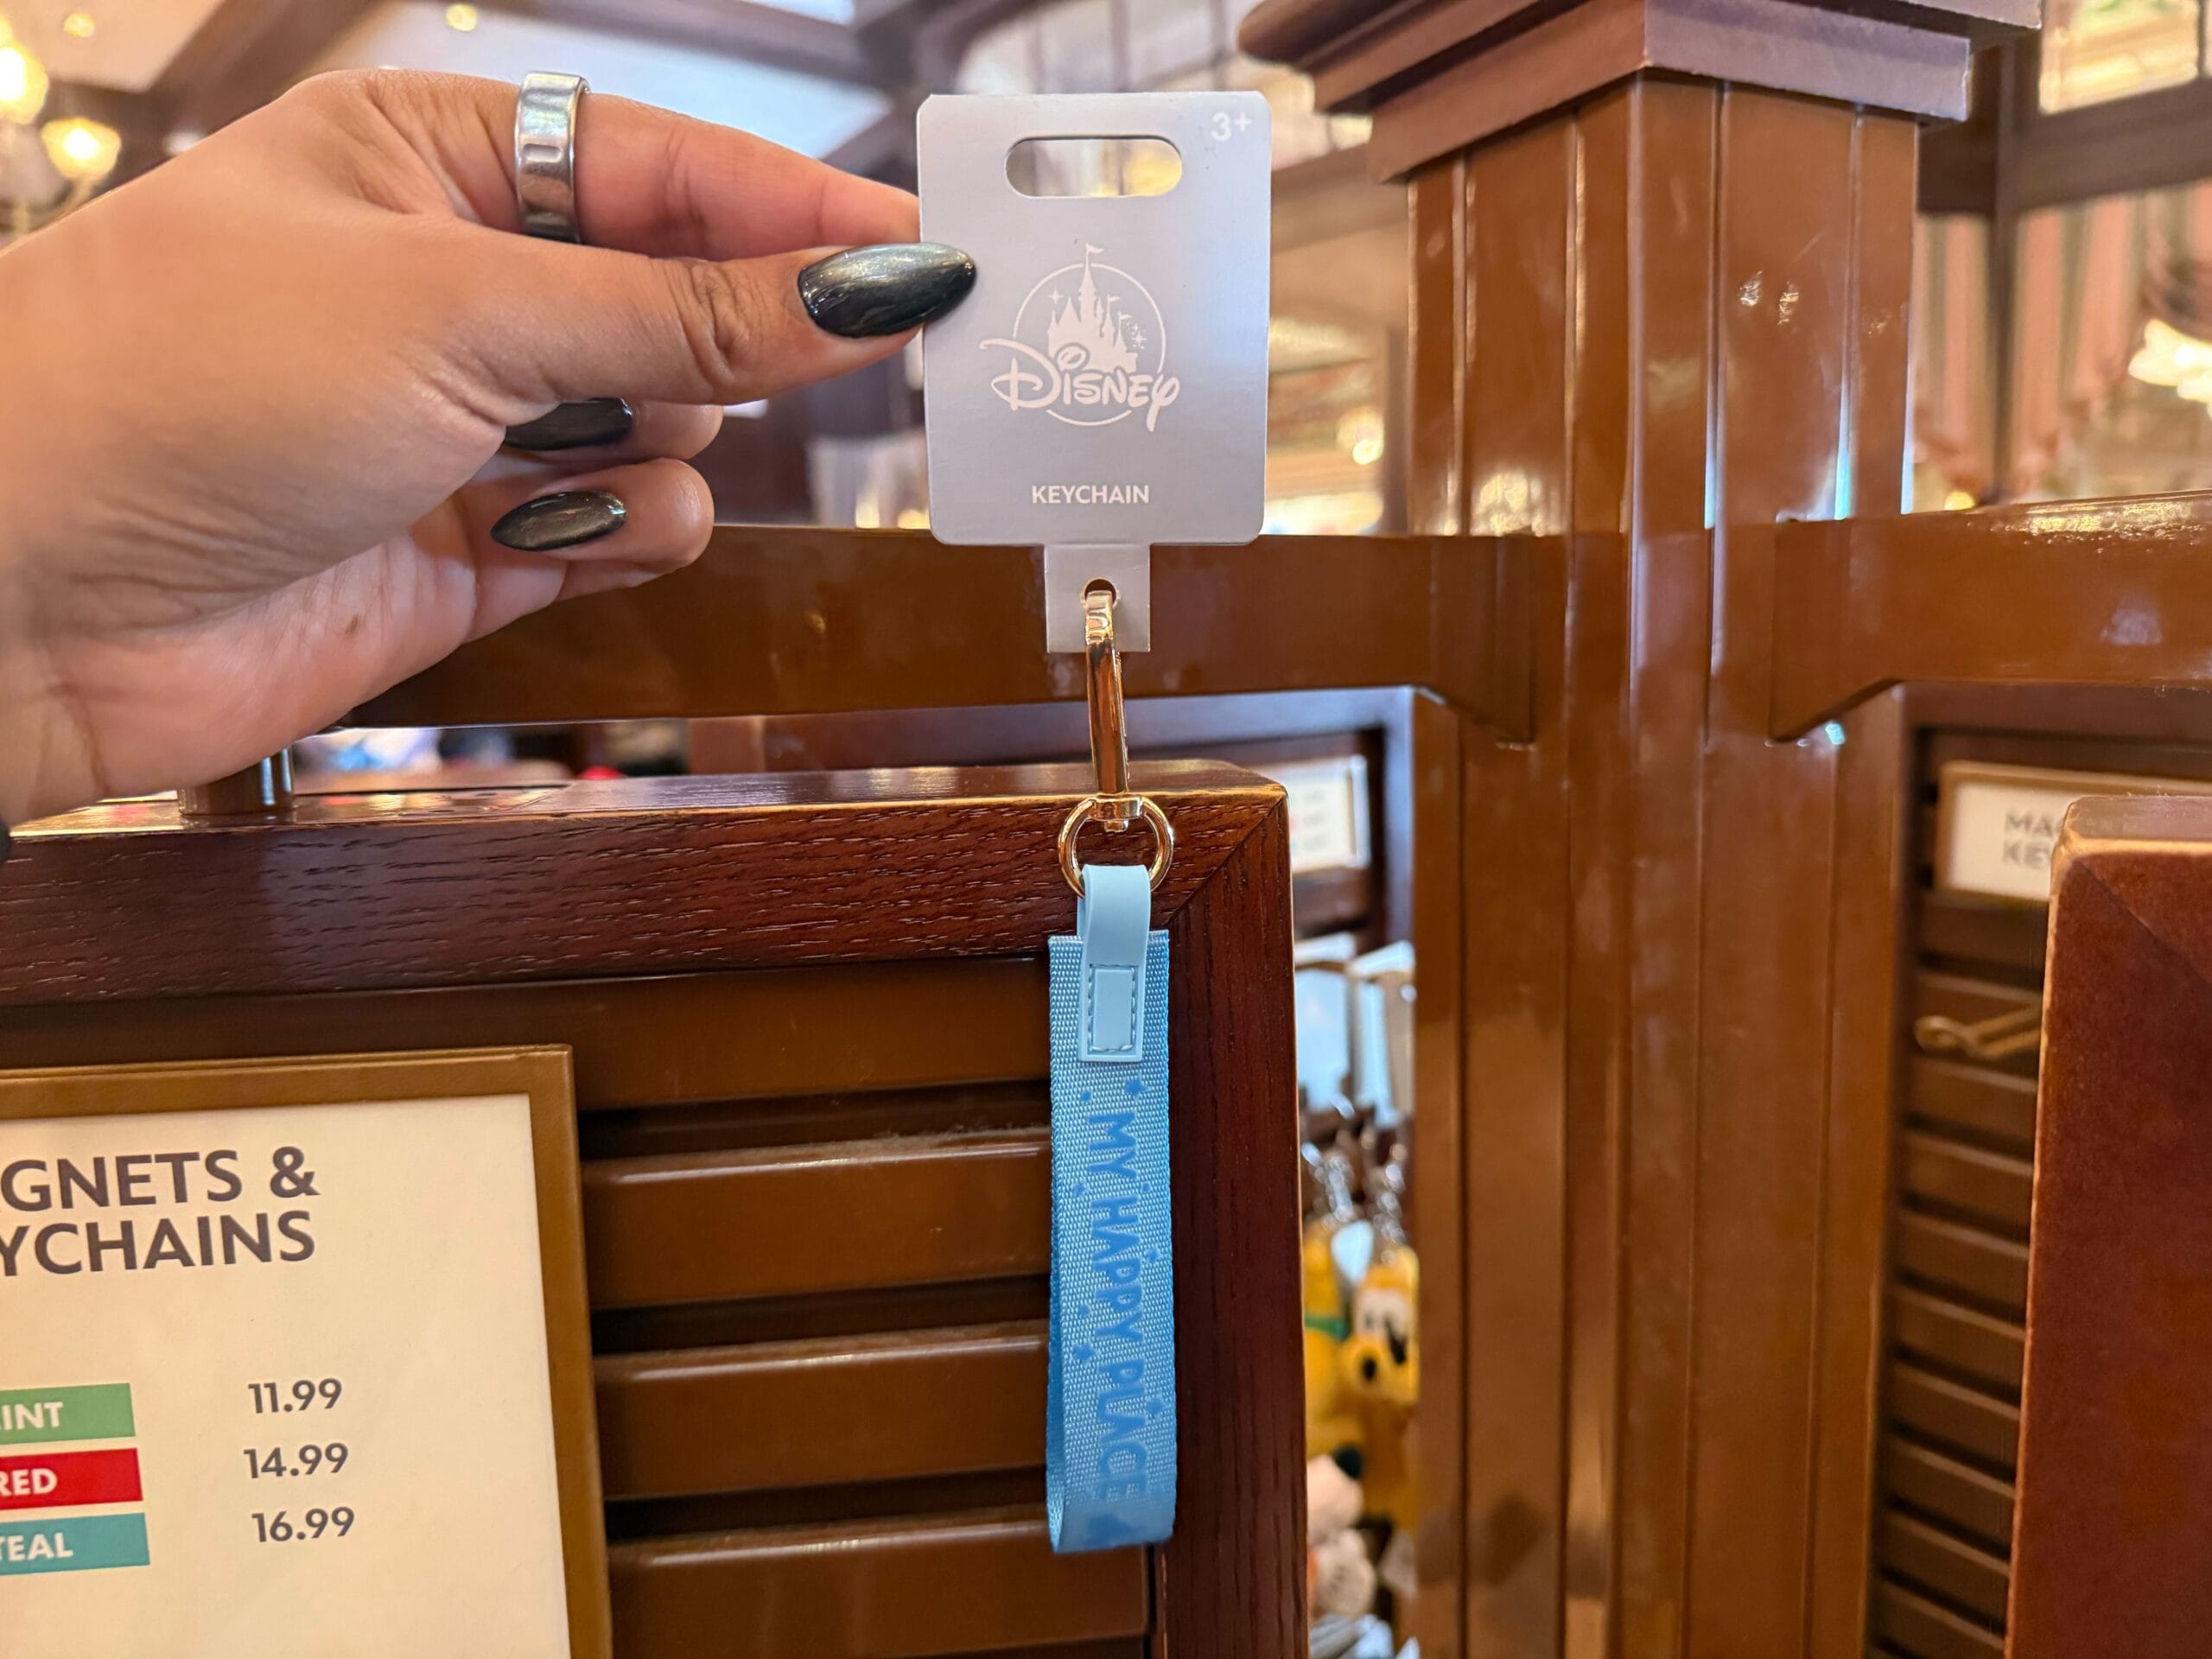 3+
Disney
KEYCHAIN
MY HAPPY PLACE
GNETS &
YCHAINS
INT 11.99
RED 14.99
TEAL 16.99